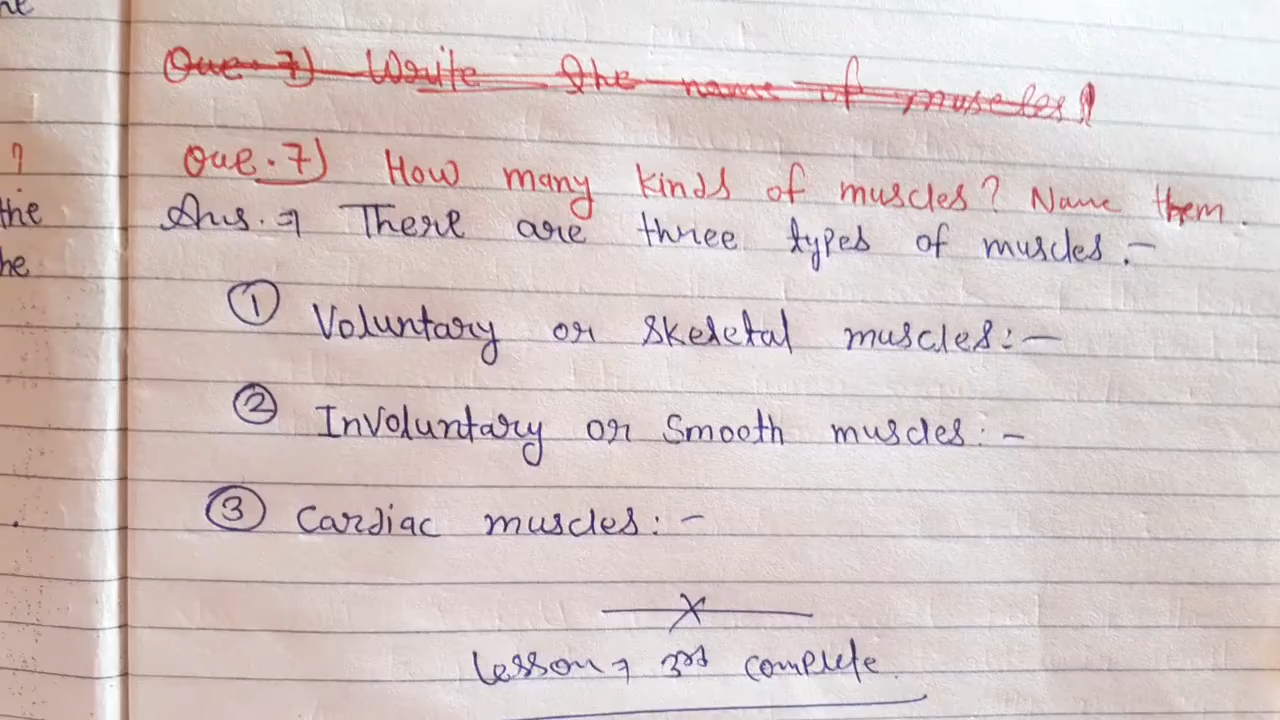 Que. 7) Write the name of muscles?
?
Que. 7) How many kinds of muscles? Name them.
the
Ans. ⇒ There are three types of muscles :-
he
① Voluntary or skeletal muscles:-
② Involuntary or Smooth muscles:-
③ Cardiac muscles:-
X
Lesson → 3rd complete.